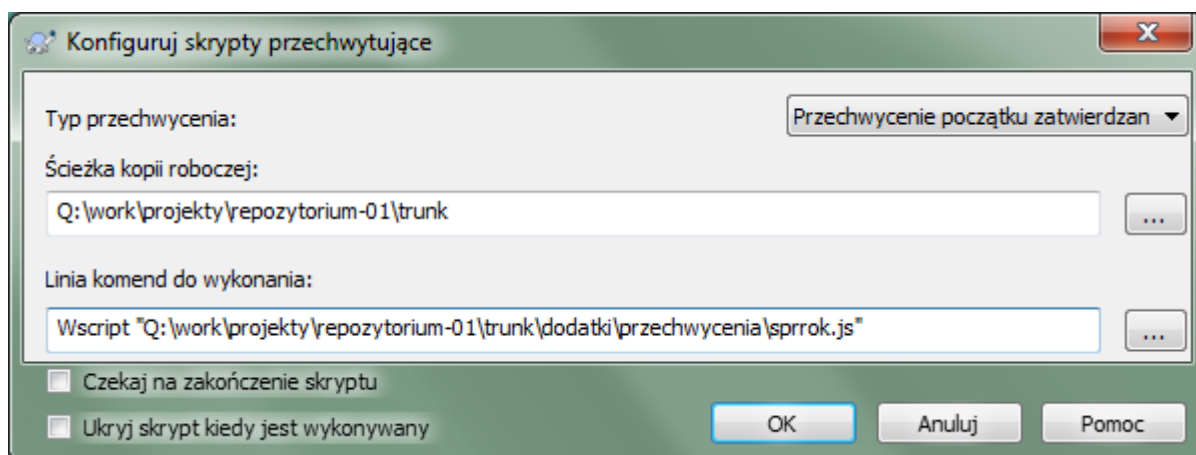 Konfiguruj skrypty przechwytujące
Typ przechwycenia: Przechwycenie początku zatwierdzan
Ścieżka kopii roboczej:
Q:\work\projekty\repozytorium-01\trunk
...
Linia komend do wykonania:
Wscript "Q:\work\projekty\repozytorium-01\trunk\dodatki\przechwycenia\sprrok.js"
...
Czekaj na zakończenie skryptu
Ukryj skrypt kiedy jest wykonywany
OK Anuluj Pomoc